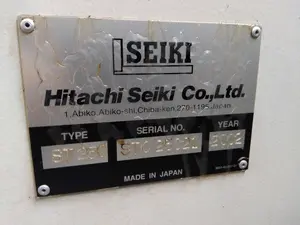 SEIKI
Hitachi Seiki Co.,Ltd.
1, Abiko, Abiko-shi, Chiba-ken, 270-1195 Japan.
TYPE SERIAL NO. YEAR
2002
MADE IN JAPAN